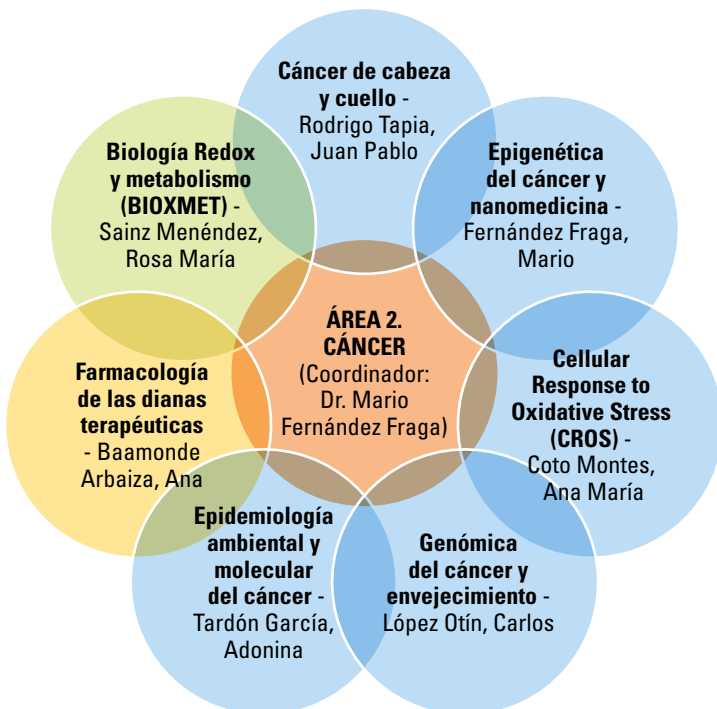 Cáncer de cabeza
y cuello -
Rodrigo Tapia,
Juan Pablo
Biología Redox
y metabolismo
(BIOXMET) -
Sainz Menéndez,
Rosa María
Epigenética
del cáncer y
nanomedicina -
Fernández Fraga,
Mario
ÁREA 2.
CÁNCER
(Coordinador:
Dr. Mario
Fernández Fraga)
Farmacología
de las dianas
terapéuticas
- Baamonde
Arbaiza, Ana
Cellular
Response to
Oxidative Stress
(CROS) -
Coto Montes,
Ana María
Epidemiología
ambiental y
molecular
del cáncer -
Tardón García,
Adonina
Genómica
del cáncer y
envejecimiento -
López Otín, Carlos